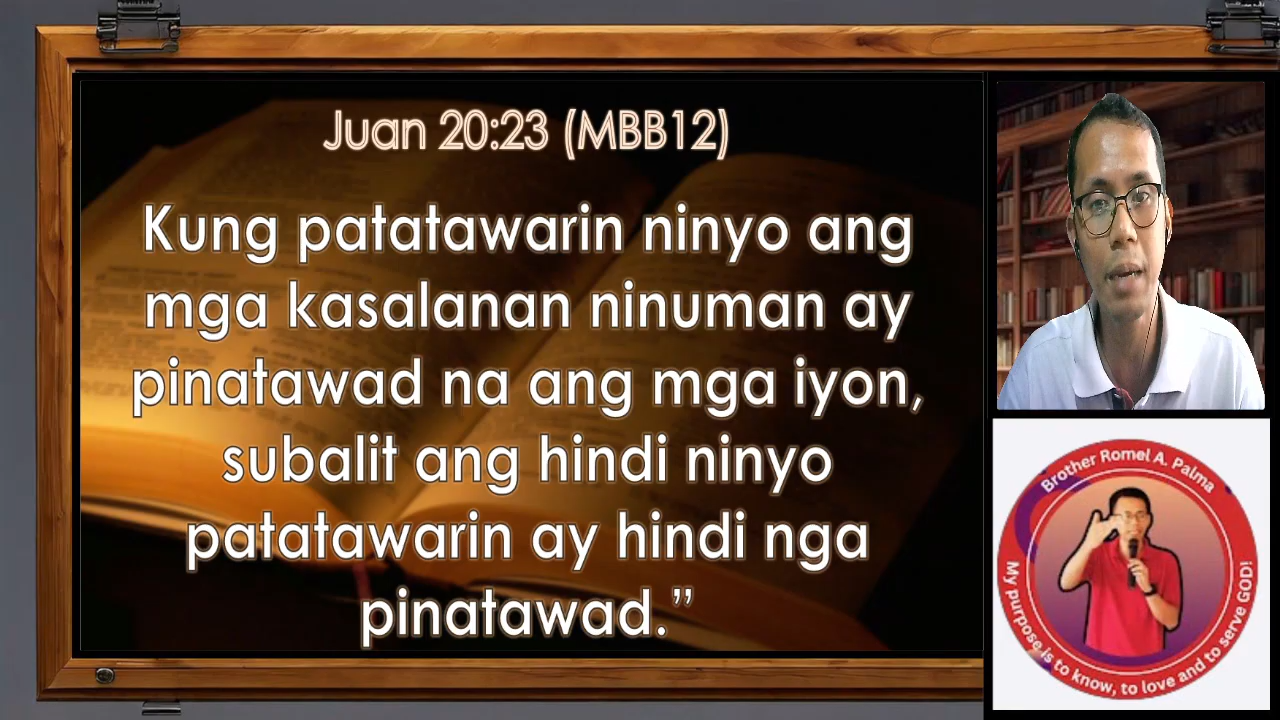 Juan 20:23 (MBB12)
Kung patatawarin ninyo ang
mga kasalanan ninuman ay
pinatawad na ang mga iyon,
subalit ang hindi ninyo
patatawarin ay hindi nga
pinatawad.”
Brother Romel A. Palma
My purpose is to know, to love and to serve GOD!